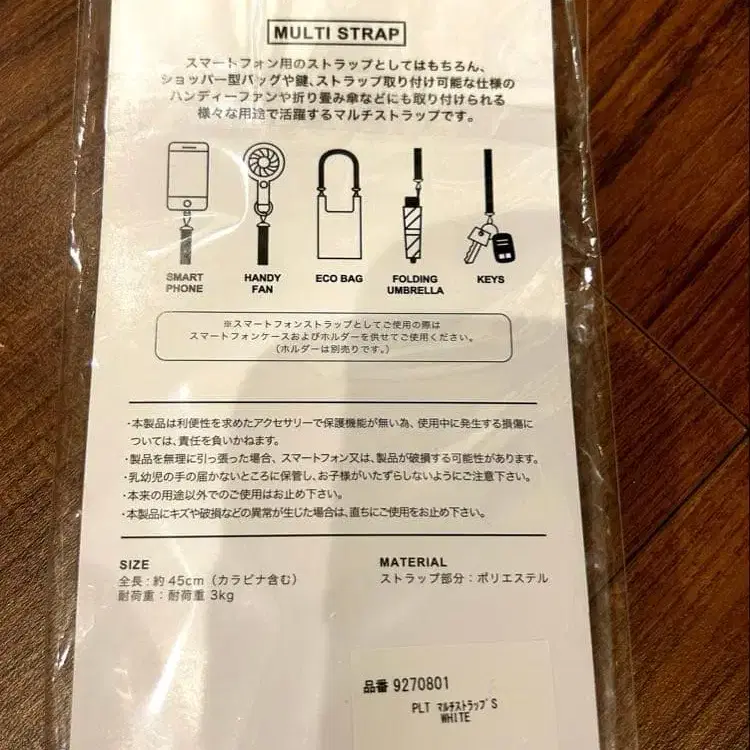 MULTI STRAP
スマートフォン用のストラップとしてはもちろん、
ショッパー型バッグや鍵、ストラップ取り付け可能な仕様の
ハンディーファンや折り畳み傘などにも取り付けられる
様々な用途で活躍するマルチストラップです。
SMART PHONE
HANDY FAN
ECO BAG
FOLDING UMBRELLA
KEYS
※スマートフォンストラップとしてご使用の際は
スマートフォンケースおよびホルダーを併せてご使用ください。
（ホルダーは別売りです。）
・本製品は利便性を求めたアクセサリーで保護機能が無い為、使用中に発生する損傷に
ついては、責任を負いかねます。
・製品を無理に引っ張った場合、スマートフォン又は、製品が破損する可能性があります。
・乳幼児の手の届かないところに保管し、お子様がいたずらしないようにご注意下さい。
・本来の用途以外でのご使用はお止め下さい。
・本製品にキズや破損などの異常が生じた場合は、直ちにご使用をお止め下さい。
SIZE
全長：約 45cm（カラビナ含む）
耐荷重：耐荷重 3kg
MATERIAL
ストラップ部分：ポリエステル
品番 9270801
PLT マルチストラップ S
WHITE